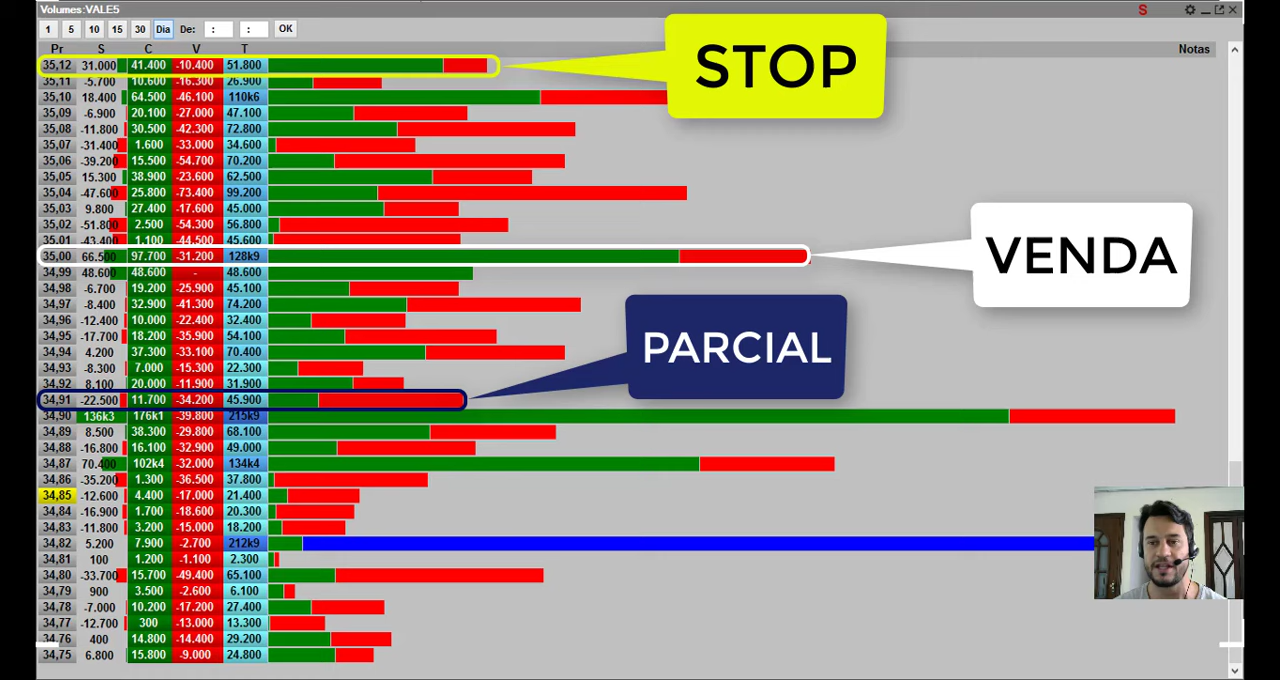 Volumes:VALE5
S
1 5 10 15 30 Dia De: : : OK
Pr S C V T Notas
35,12 31.000 41.400 -10.400 51.800
STOP
35,11 -5.700 10.600 -16.300 26.900
35,10 18.400 64.500 -46.100 110k6
35,09 -6.900 20.100 -27.000 47.100
35,08 -11.800 30.500 -42.300 72.800
35,07 -31.400 1.600 -33.000 34.600
35,06 -39.200 15.500 -54.700 70.200
35,05 15.300 38.900 -23.600 62.500
35,04 -47.600 25.800 -73.400 99.200
35,03 9.800 27.400 -17.600 45.000
35,02 -51.800 2.500 -54.300 56.800
35,01 -43.400 1.100 -44.500 45.600
35,00 66.500 97.700 -31.200 128k9
VENDA
34,99 48.600 48.600 - 48.600
34,98 -6.700 19.200 -25.900 45.100
34,97 -8.400 32.900 -41.300 74.200
34,96 -12.400 10.000 -22.400 32.400
34,95 -17.700 18.200 -35.900 54.100
34,94 4.200 37.300 -33.100 70.400
PARCIAL
34,93 -8.300 7.000 -15.300 22.300
34,92 8.100 20.000 -11.900 31.900
34,91 -22.500 11.700 -34.200 45.900
34,90 136k3 176k1 -39.800 215k9
34,89 8.500 38.300 -29.800 68.100
34,88 -16.800 16.100 -32.900 49.000
34,87 70.400 102k4 -32.000 134k4
34,86 -35.200 1.300 -36.500 37.800
34,85 -12.600 4.400 -17.000 21.400
34,84 -16.900 1.700 -18.600 20.300
34,83 -11.800 3.200 -15.000 18.200
34,82 5.200 7.900 -2.700 212k9
34,81 100 1.200 -1.100 2.300
34,80 -33.700 15.700 -49.400 65.100
34,79 900 3.500 -2.600 6.100
34,78 -7.000 10.200 -17.200 27.400
34,77 -12.700 300 -13.000 13.300
34,76 400 14.800 -14.400 29.200
34,75 6.800 15.800 -9.000 24.800